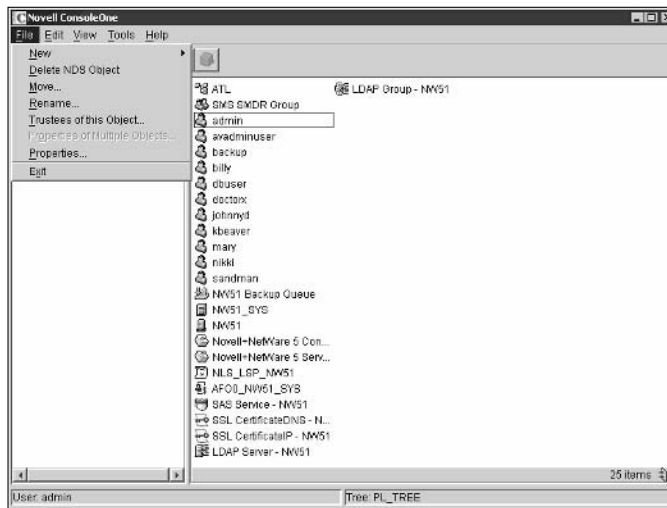 Novell ConsoleOne
File Edit View Tools Help
New
Delete NDS Object
Move...
Rename...
Trustees of this Object...
Properties of Multiple Objects...
Properties...
Exit
ATL
SMS SMDR Group
admin
avadminuser
backup
billy
dbuser
doctorx
johnnyd
kbeaver
mary
nikki
sandman
NW51 Backup Queue
NW51_SYS
NW51
Novell+NetWare 5 Con...
Novell+NetWare 5 Serv...
NLS_LSP_NW51
AFO0_NW51_SYS
SAS Service - NW51
SSL CertificateDNS - N...
SSL CertificateIP - NW51
LDAP Server - NW51
LDAP Group - NW51
25 items
User: admin
Tree: PL_TREE